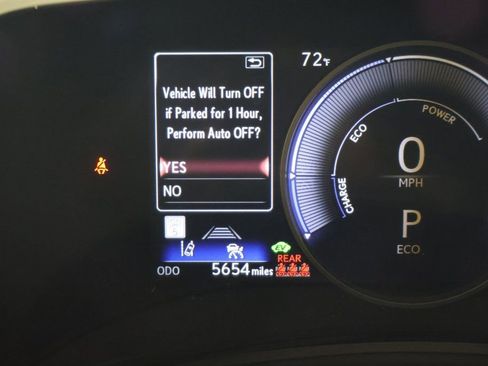 72°F
Vehicle Will Turn OFF
if Parked for 1 Hour,
Perform Auto OFF?
YES
NO
POWER
ECO
CHARGE
0
MPH
P
ECO
EV
REAR
ODO 5654 miles